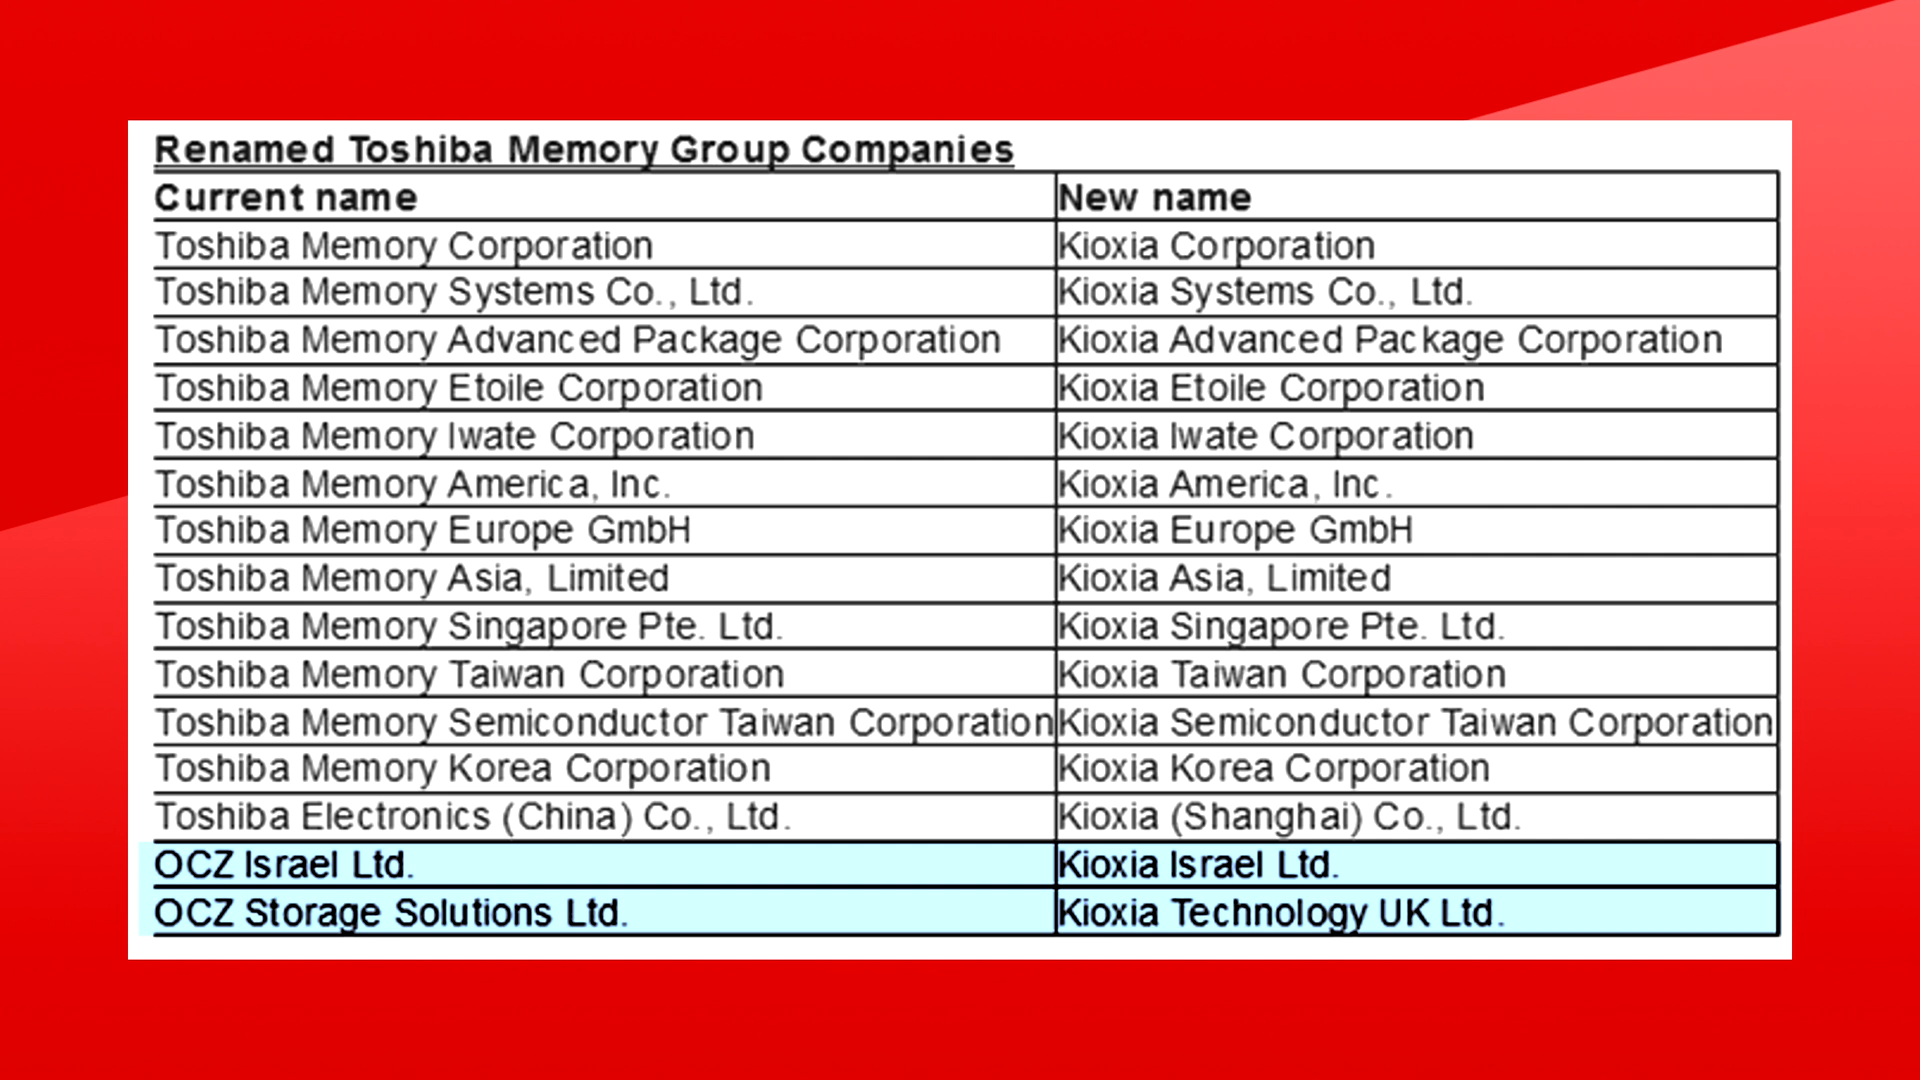 Renamed Toshiba Memory Group Companies
Current name New name
Toshiba Memory Corporation Kioxia Corporation
Toshiba Memory Systems Co., Ltd. Kioxia Systems Co., Ltd.
Toshiba Memory Advanced Package Corporation Kioxia Advanced Package Corporation
Toshiba Memory Etoile Corporation Kioxia Etoile Corporation
Toshiba Memory Iwate Corporation Kioxia Iwate Corporation
Toshiba Memory America, Inc. Kioxia America, Inc.
Toshiba Memory Europe GmbH Kioxia Europe GmbH
Toshiba Memory Asia, Limited Kioxia Asia, Limited
Toshiba Memory Singapore Pte. Ltd. Kioxia Singapore Pte. Ltd.
Toshiba Memory Taiwan Corporation Kioxia Taiwan Corporation
Toshiba Memory Semiconductor Taiwan Corporation Kioxia Semiconductor Taiwan Corporation
Toshiba Memory Korea Corporation Kioxia Korea Corporation
Toshiba Electronics (China) Co., Ltd. Kioxia (Shanghai) Co., Ltd.
OCZ Israel Ltd. Kioxia Israel Ltd.
OCZ Storage Solutions Ltd. Kioxia Technology UK Ltd.